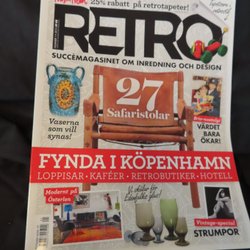 25% rabatt på retrotapeter!
RETRO
SUCCÉMAGASINET OM INREDNING OCH DESIGN
27
Safaristolar
Vaserna
som vill
synas!
VÄRDET
BARA
ÖKAR!
FYNDA I KÖPENHAMN
LOPPISAR · KAFÉER · RETROBUTIKER · HOTELL
Modernt på
Österlen
Vintage-special
STRUMPOR